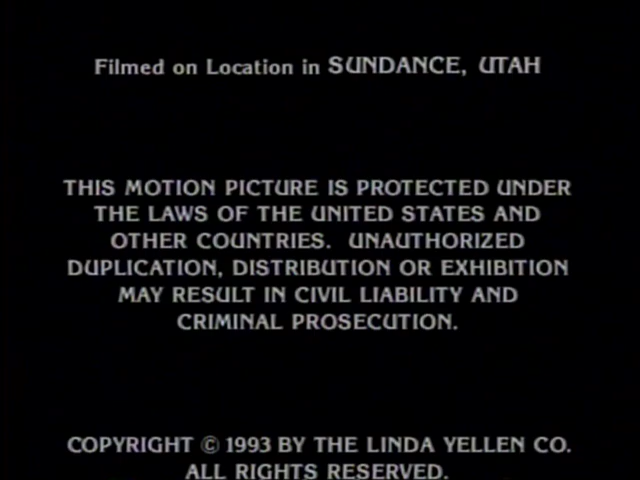 Filmed on Location in SUNDANCE, UTAH
THIS MOTION PICTURE IS PROTECTED UNDER
THE LAWS OF THE UNITED STATES AND
OTHER COUNTRIES. UNAUTHORIZED
DUPLICATION, DISTRIBUTION OR EXHIBITION
MAY RESULT IN CIVIL LIABILITY AND
CRIMINAL PROSECUTION.
COPYRIGHT © 1993 BY THE LINDA YELLEN CO.
ALL RIGHTS RESERVED.